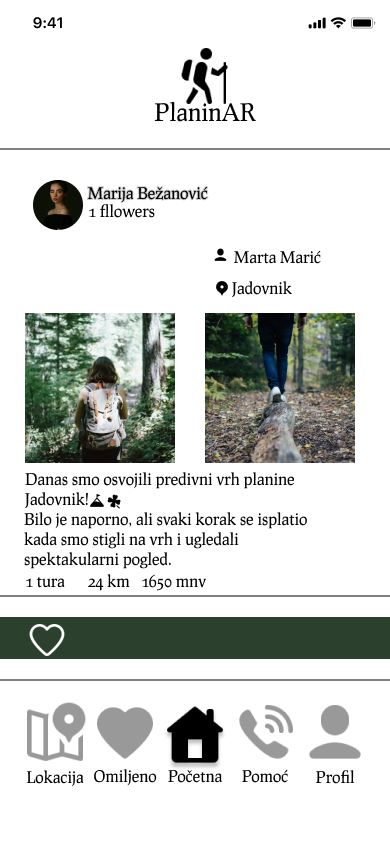 9:41
PlaninAR
Marija Bežanović
1 fllowers
Marta Marić
Jadovnik
Danas smo osvojili predivni vrh planine
Jadovnik!
Bilo je naporno, ali svaki korak se isplatio
kada smo stigli na vrh i ugledali
spektakularni pogled.
1 tura 24 km 1650 mnv
Lokacija Omiljeno Početna Pomoć Profil